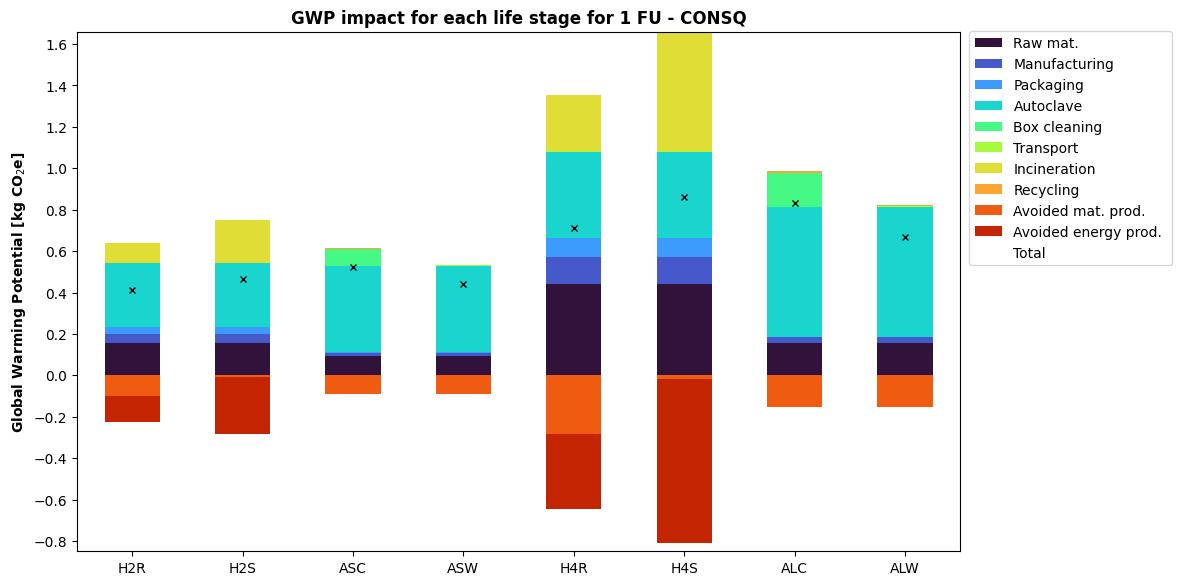 GWP impact for each life stage for 1 FU - CONSQ
Global Warming Potential [kg CO₂e]
1.6
1.4
1.2
1.0
0.8
0.6
0.4
0.2
0.0
−0.2
−0.4
−0.6
−0.8
H2R
H2S
ASC
ASW
H4R
H4S
ALC
ALW
Raw mat.
Manufacturing
Packaging
Autoclave
Box cleaning
Transport
Incineration
Recycling
Avoided mat. prod.
Avoided energy prod.
Total